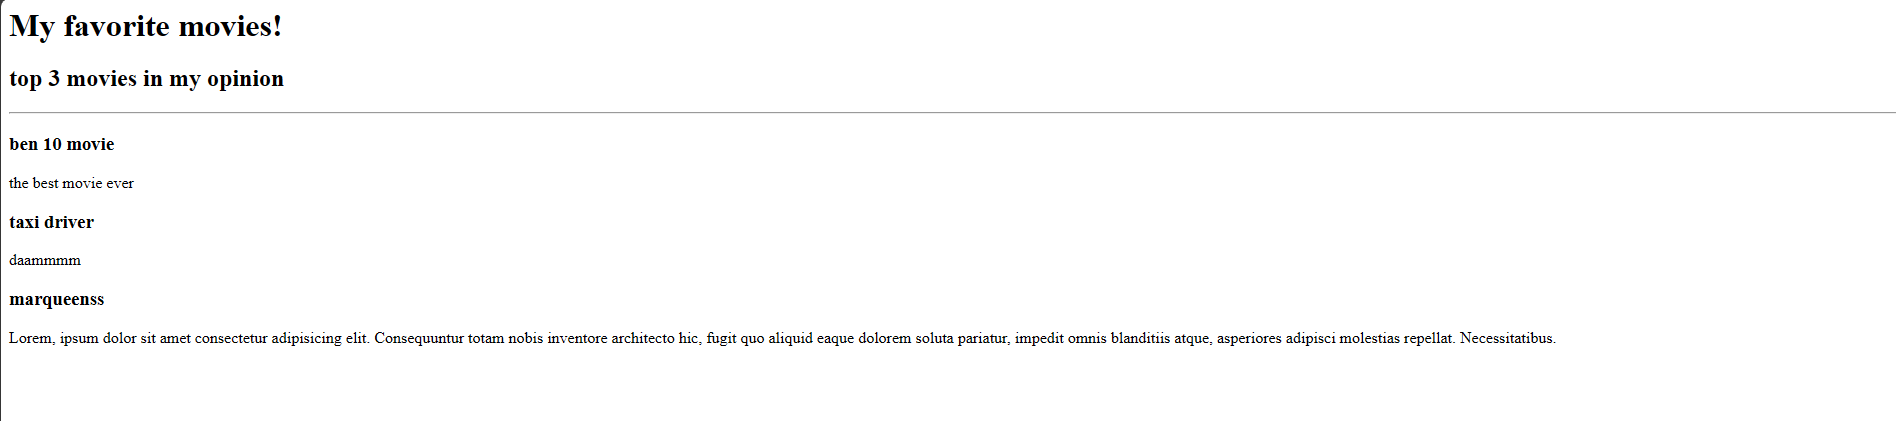 My favorite movies!
top 3 movies in my opinion
ben 10 movie
the best movie ever
taxi driver
daammmm
marqueenss
Lorem, ipsum dolor sit amet consectetur adipisicing elit. Consequuntur totam nobis inventore architecto hic, fugit quo aliquid eaque dolorem soluta pariatur, impedit omnis blanditiis atque, asperiores adipisci molestias repellat. Necessitatibus.